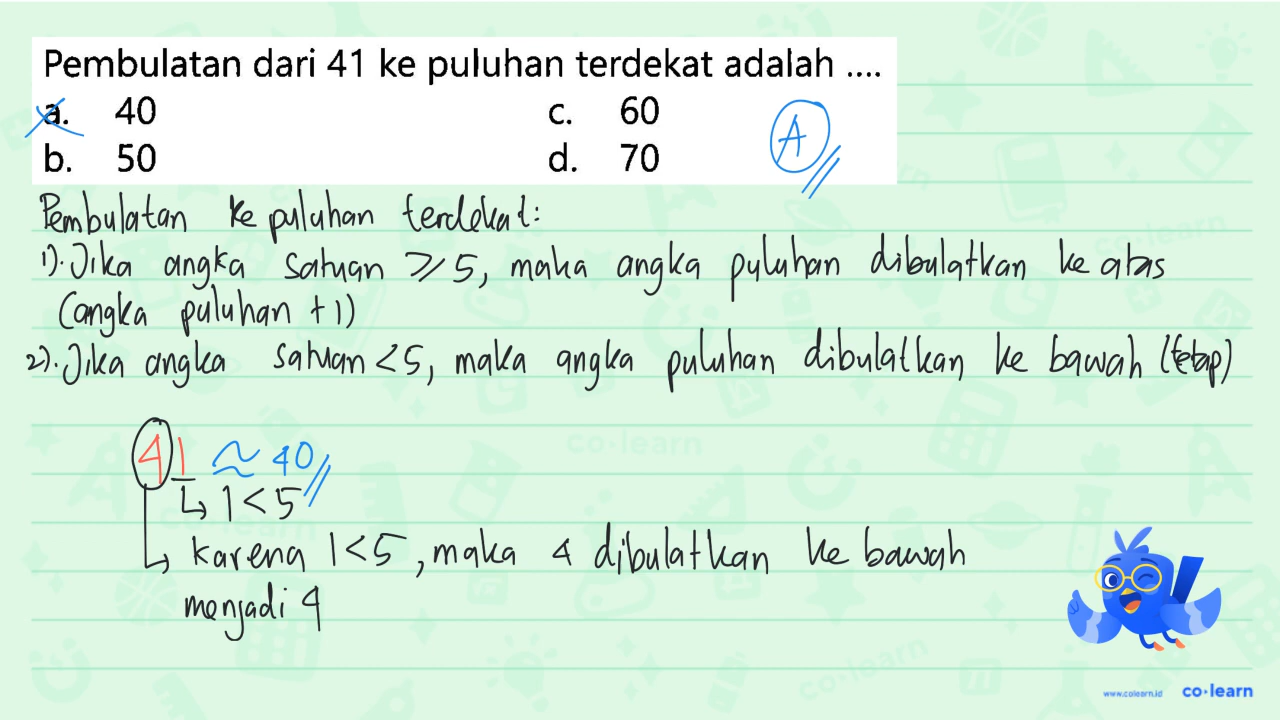 Pembulatan dari 41 ke puluhan terdekat adalah ....
a. 40 c. 60
b. 50 d. 70
A
Pembulatan ke puluhan terdekat:
1). Jika angka satuan ⩾ 5, maka angka puluhan dibulatkan ke atas
(angka puluhan + 1)
2). Jika angka satuan < 5, maka angka puluhan dibulatkan ke bawah (tetap)
41 ≈ 40
↳ 1 < 5
↳ karena 1 < 5, maka 4 dibulatkan ke bawah
menjadi 4
co·learn
www.colearn.id co·learn